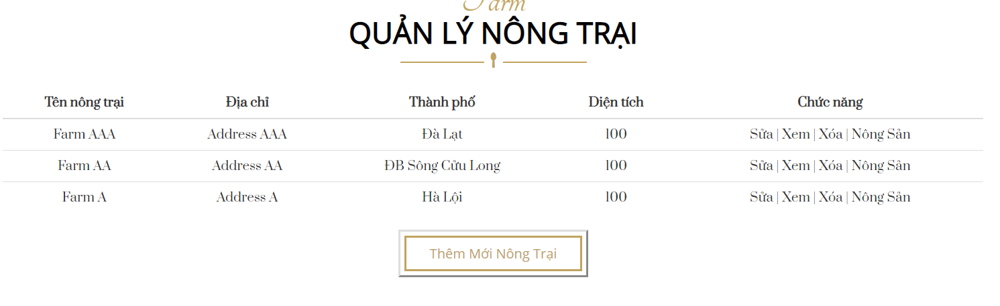 Farm
QUẢN LÝ NÔNG TRẠI
Tên nông trại Địa chỉ Thành phố Diện tích Chức năng
Farm AAA Address AAA Đà Lạt 100 Sửa | Xem | Xóa | Nông Sản
Farm AA Address AA ĐB Sông Cửu Long 100 Sửa | Xem | Xóa | Nông Sản
Farm A Address A Hà Lội 100 Sửa | Xem | Xóa | Nông Sản
Thêm Mới Nông Trại